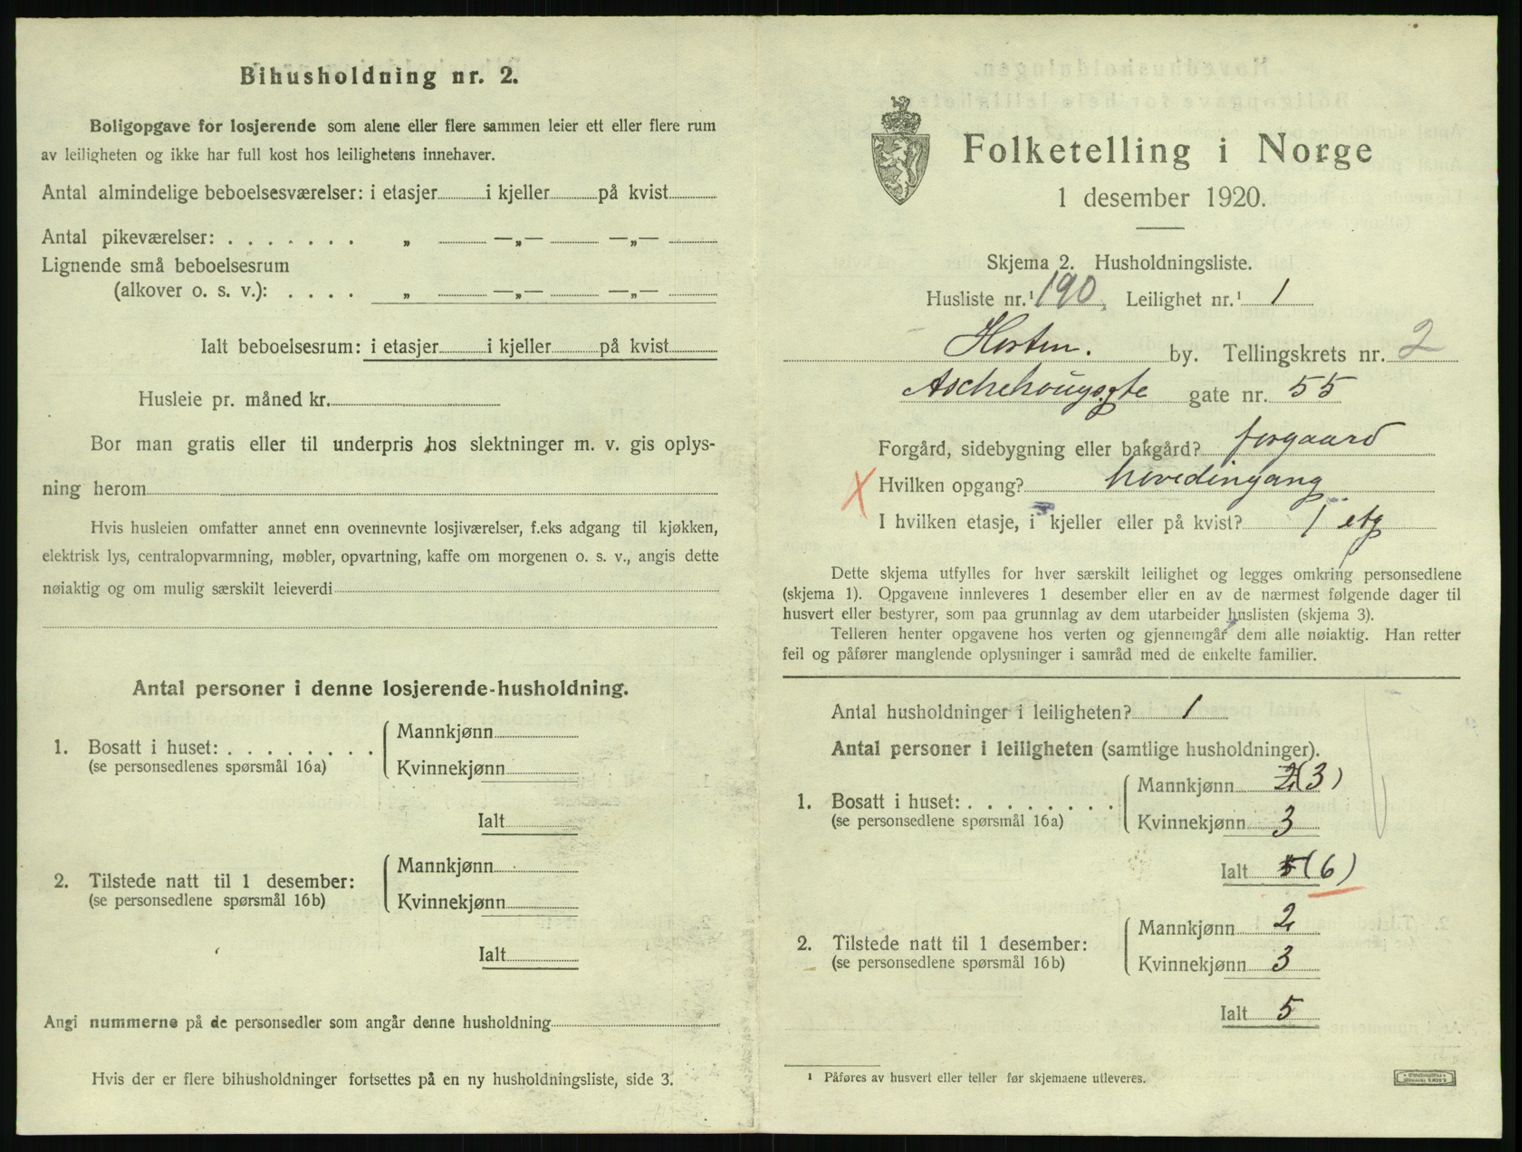 Bihusholdning nr. 2.
Boligopgave for losjerende som alene eller flere sammen leier ett eller flere rum
av leiligheten og ikke har full kost hos leilighetens innehaver.
Antal almindelige beboelsesværelser: i etasjer i kjeller på kvist
Antal pikeværelser: . . . . . . . „ —„— —„—
Lignende små beboelsesrum
(alkover o. s. v.): . . . . „ —„— —„—
Ialt beboelsesrum: i etasjer i kjeller på kvist
Husleie pr. måned kr.
Bor man gratis eller til underpris hos slektninger m. v. gis oplys-
ning herom
Hvis husleien omfatter annet enn ovennevnte losjiværelser, f.eks adgang til kjøkken,
elektrisk lys, centralopvarmning, møbler, opvartning, kaffe om morgenen o. s. v., angis dette
nøiaktig og om mulig særskilt leieverdi
Antal personer i denne losjerende-husholdning.
1. Bosatt i huset: . . . . . . . .
(se personsedlenes spørsmål 16a)
Mannkjønn
Kvinnekjønn
Ialt
2. Tilstede natt til 1 desember:
(se personsedlene spørsmål 16b)
Mannkjønn
Kvinnekjønn
Ialt
Angi nummerne på de personsedler som angår denne husholdning
Hvis der er flere bihusholdninger fortsettes på en ny husholdningsliste, side 3.
Folketelling i Norge
1 desember 1920.
Skjema 2. Husholdningsliste.
Husliste nr.¹ 190, Leilighet nr.¹ 1
Horten. by. Tellingskrets nr. 2
Aschehougsgte gate nr. 55
Forgård, sidebygning eller bakgård? forgaard
X Hvilken opgang? hovedingang
I hvilken etasje, i kjeller eller på kvist? 1 etg
Dette skjema utfylles for hver særskilt leilighet og legges omkring personsedlene
(skjema 1). Opgavene innleveres 1 desember eller en av de nærmest følgende dager til
husvert eller bestyrer, som paa grunnlag av dem utarbeider huslisten (skjema 3).
Telleren henter opgavene hos verten og gjennemgår dem alle nøiaktig. Han retter
feil og påfører manglende oplysninger i samråd med de enkelte familier.
Antal husholdninger i leiligheten? 1
Antal personer i leiligheten (samtlige husholdninger).
1. Bosatt i huset: . . . . . . . .
(se personsedlene spørsmål 16a)
Mannkjønn 2 (3)
Kvinnekjønn 3
Ialt 5 (6)
2. Tilstede natt til 1 desember:
(se personsedlene spørsmål 16b)
Mannkjønn 2
Kvinnekjønn 3
Ialt 5
¹ Påføres av husvert eller teller før skjemaene utleveres.